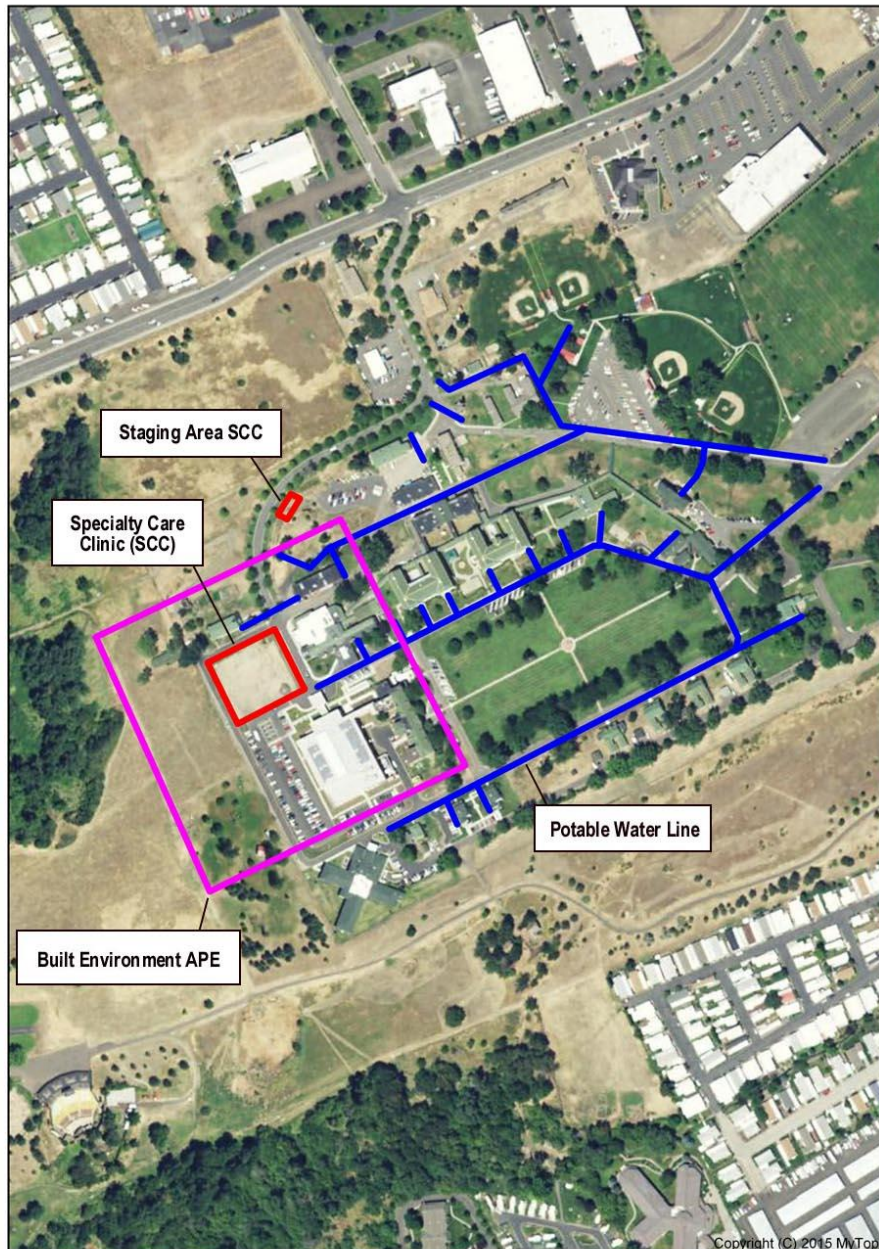 Staging Area SCC
Specialty Care
Clinic (SCC)
Potable Water Line
Built Environment APE
Copyright (C) 2015 MyTop